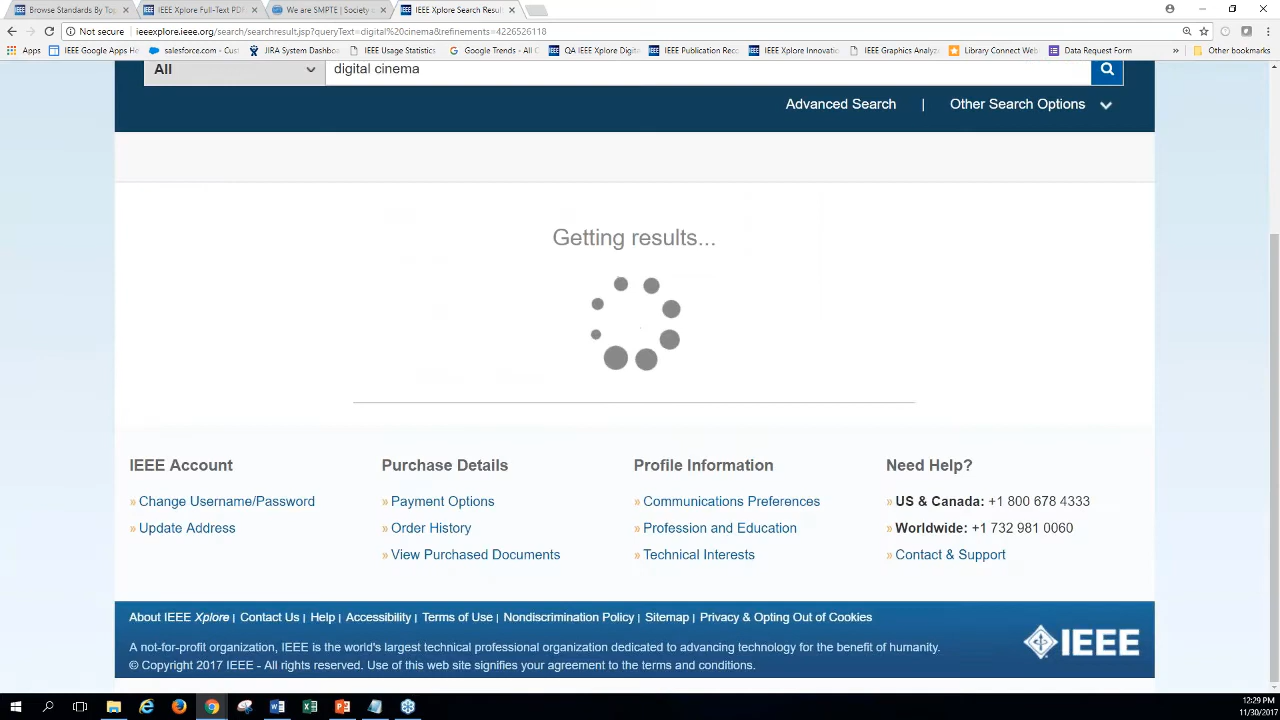 Browse Standards By Top
IEEE Xplore Full-Text PDF
We are SMPTE | Society o
IEEE Xplore Search Resul
Not secure | ieeexplore.ieee.org/search/searchresult.jsp?queryText=digital%20cinema&refinements=4226526118
Apps IEEE Google Apps H salesforce.com - Custo JIRA System Dashboar IEEE Usage Statistics Google Trends - All C QA IEEE Xplore Digita IEEE Publication Reco IEEE Xplore Innovatio IEEE Graphics Analyz Library Connect Webi Data Request Form Other bookmarks
All digital cinema
Advanced Search | Other Search Options
Getting results...
IEEE Account
» Change Username/Password
» Update Address
Purchase Details
» Payment Options
» Order History
» View Purchased Documents
Profile Information
» Communications Preferences
» Profession and Education
» Technical Interests
Need Help?
» US & Canada: +1 800 678 4333
» Worldwide: +1 732 981 0060
» Contact & Support
About IEEE Xplore | Contact Us | Help | Accessibility | Terms of Use | Nondiscrimination Policy | Sitemap | Privacy & Opting Out of Cookies
A not-for-profit organization, IEEE is the world's largest technical professional organization dedicated to advancing technology for the benefit of humanity.
© Copyright 2017 IEEE - All rights reserved. Use of this web site signifies your agreement to the terms and conditions.
IEEE
12:29 PM
11/30/2017